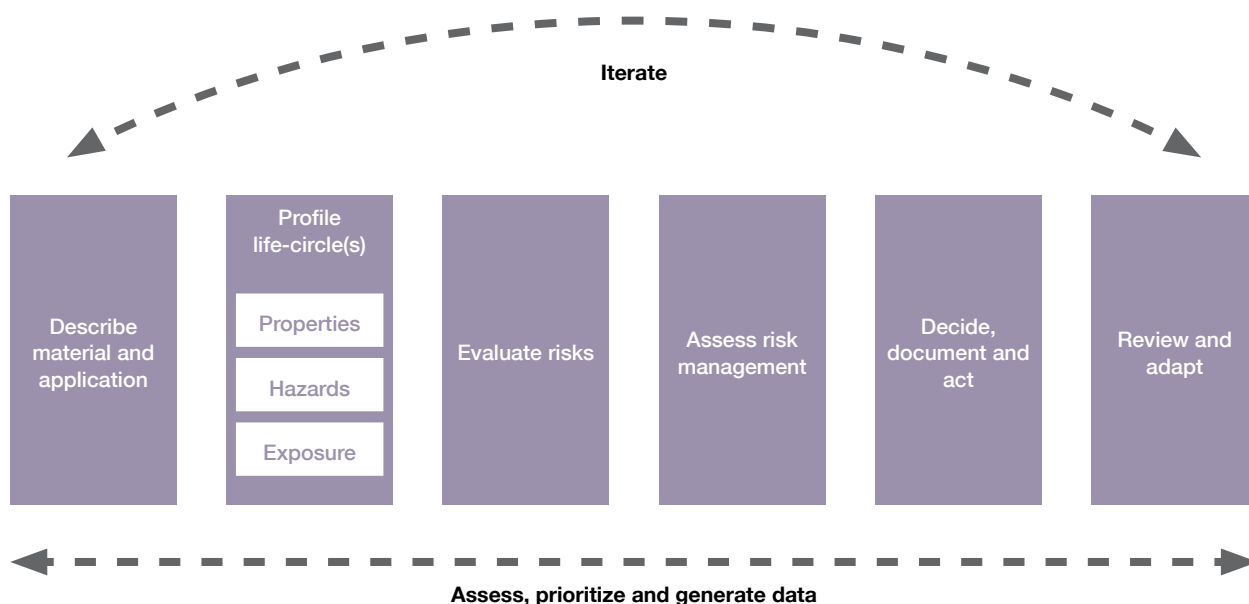 Iterate
Describe
material and
application
Profile
life-circle(s)
Properties
Hazards
Exposure
Evaluate risks
Assess risk
management
Decide,
document and
act
Review and
adapt
Assess, prioritize and generate data